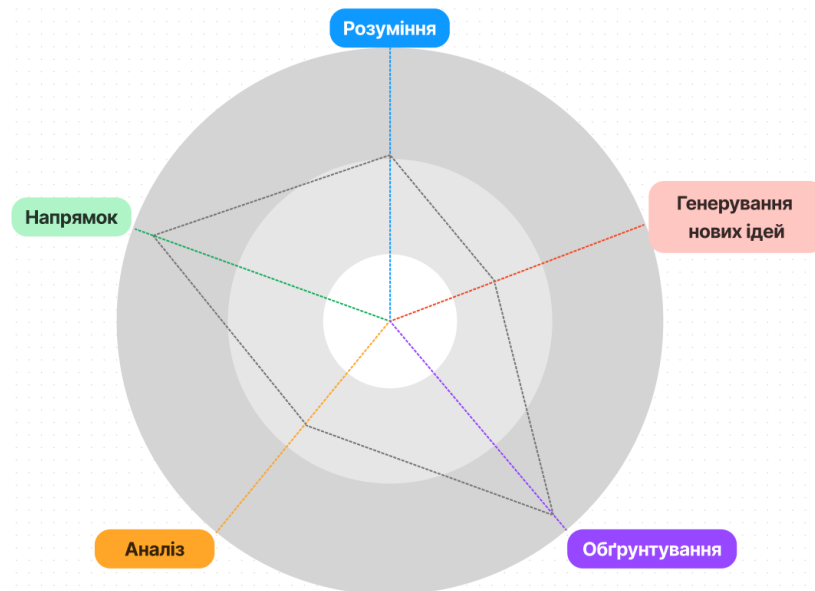 Розуміння
Напрямок
Генерування
нових ідей
Аналіз
Обґрунтування